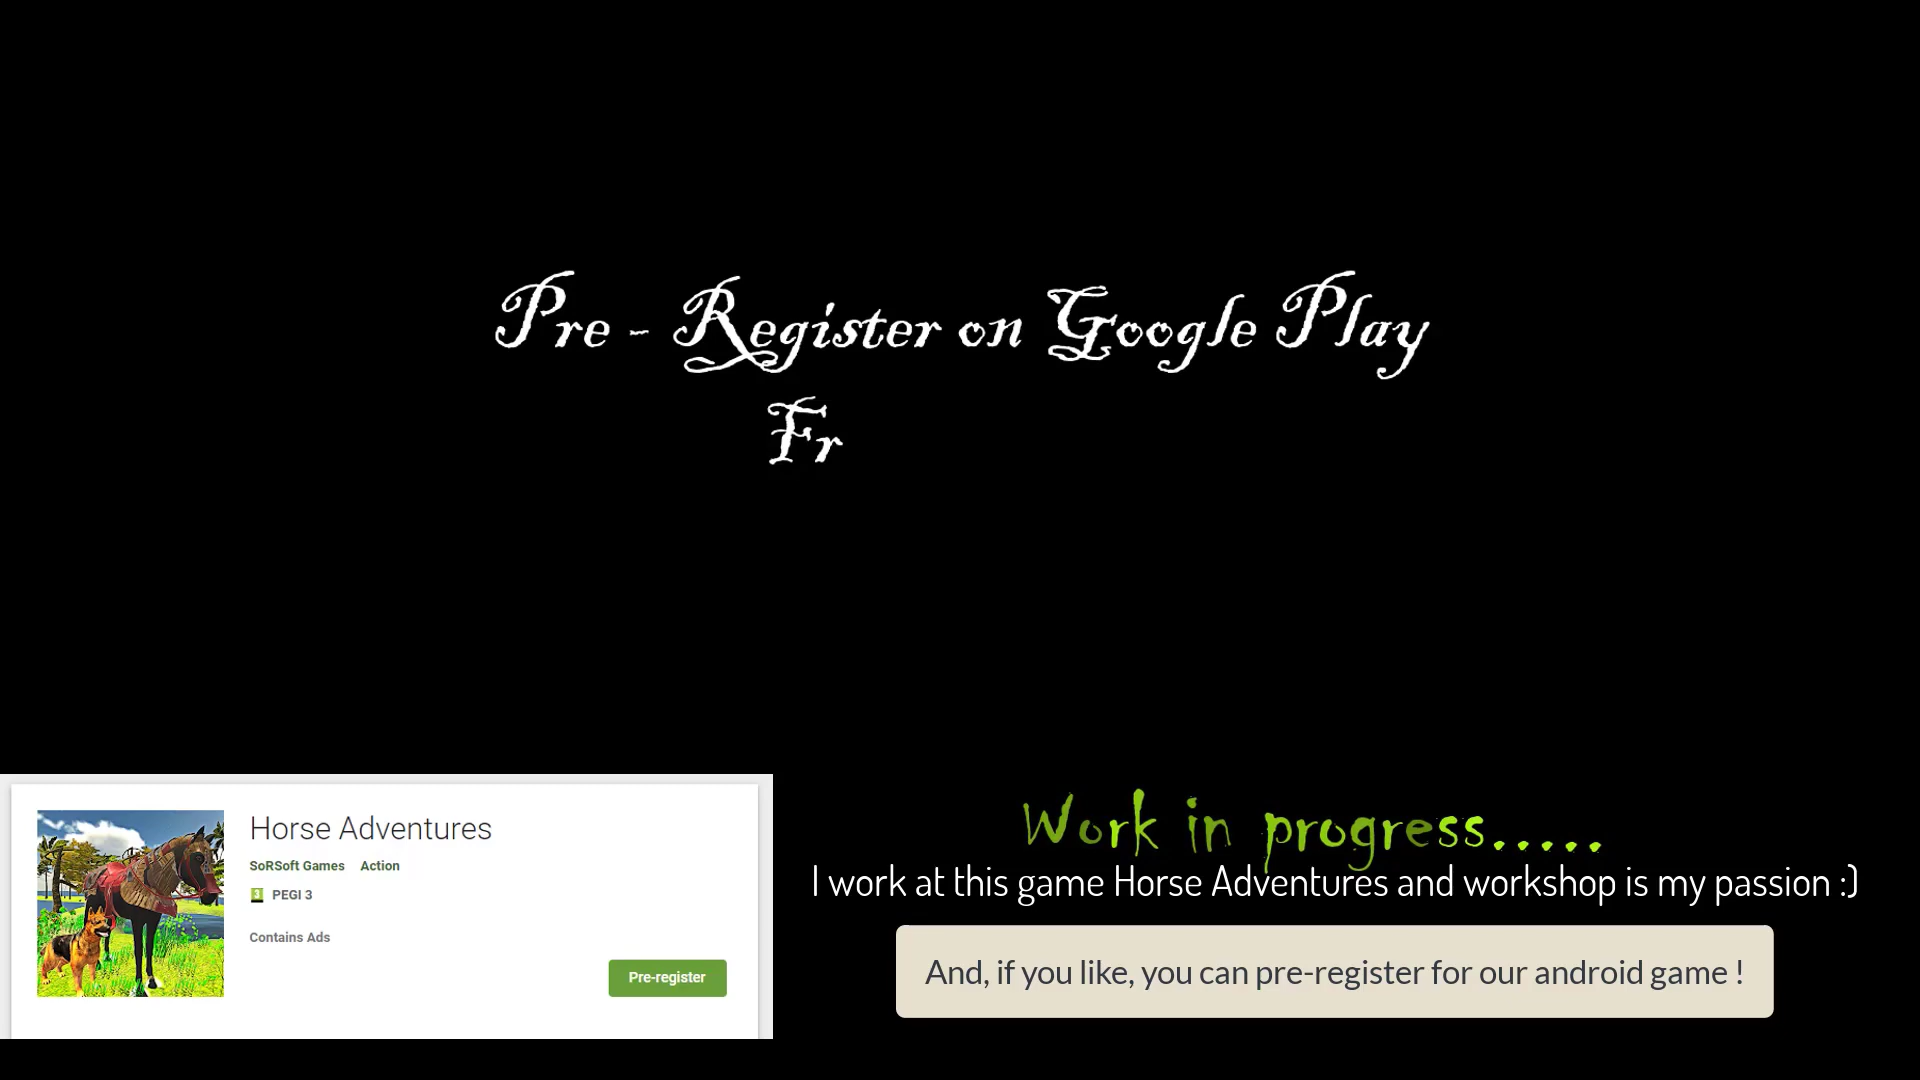 Pre - Register on Google Play
Fr
Horse Adventures
SoRSoft Games Action
3 PEGI 3
Contains Ads
Pre-register
Work in progress.....
I work at this game Horse Adventures and workshop is my passion :)
And, if you like, you can pre-register for our android game !